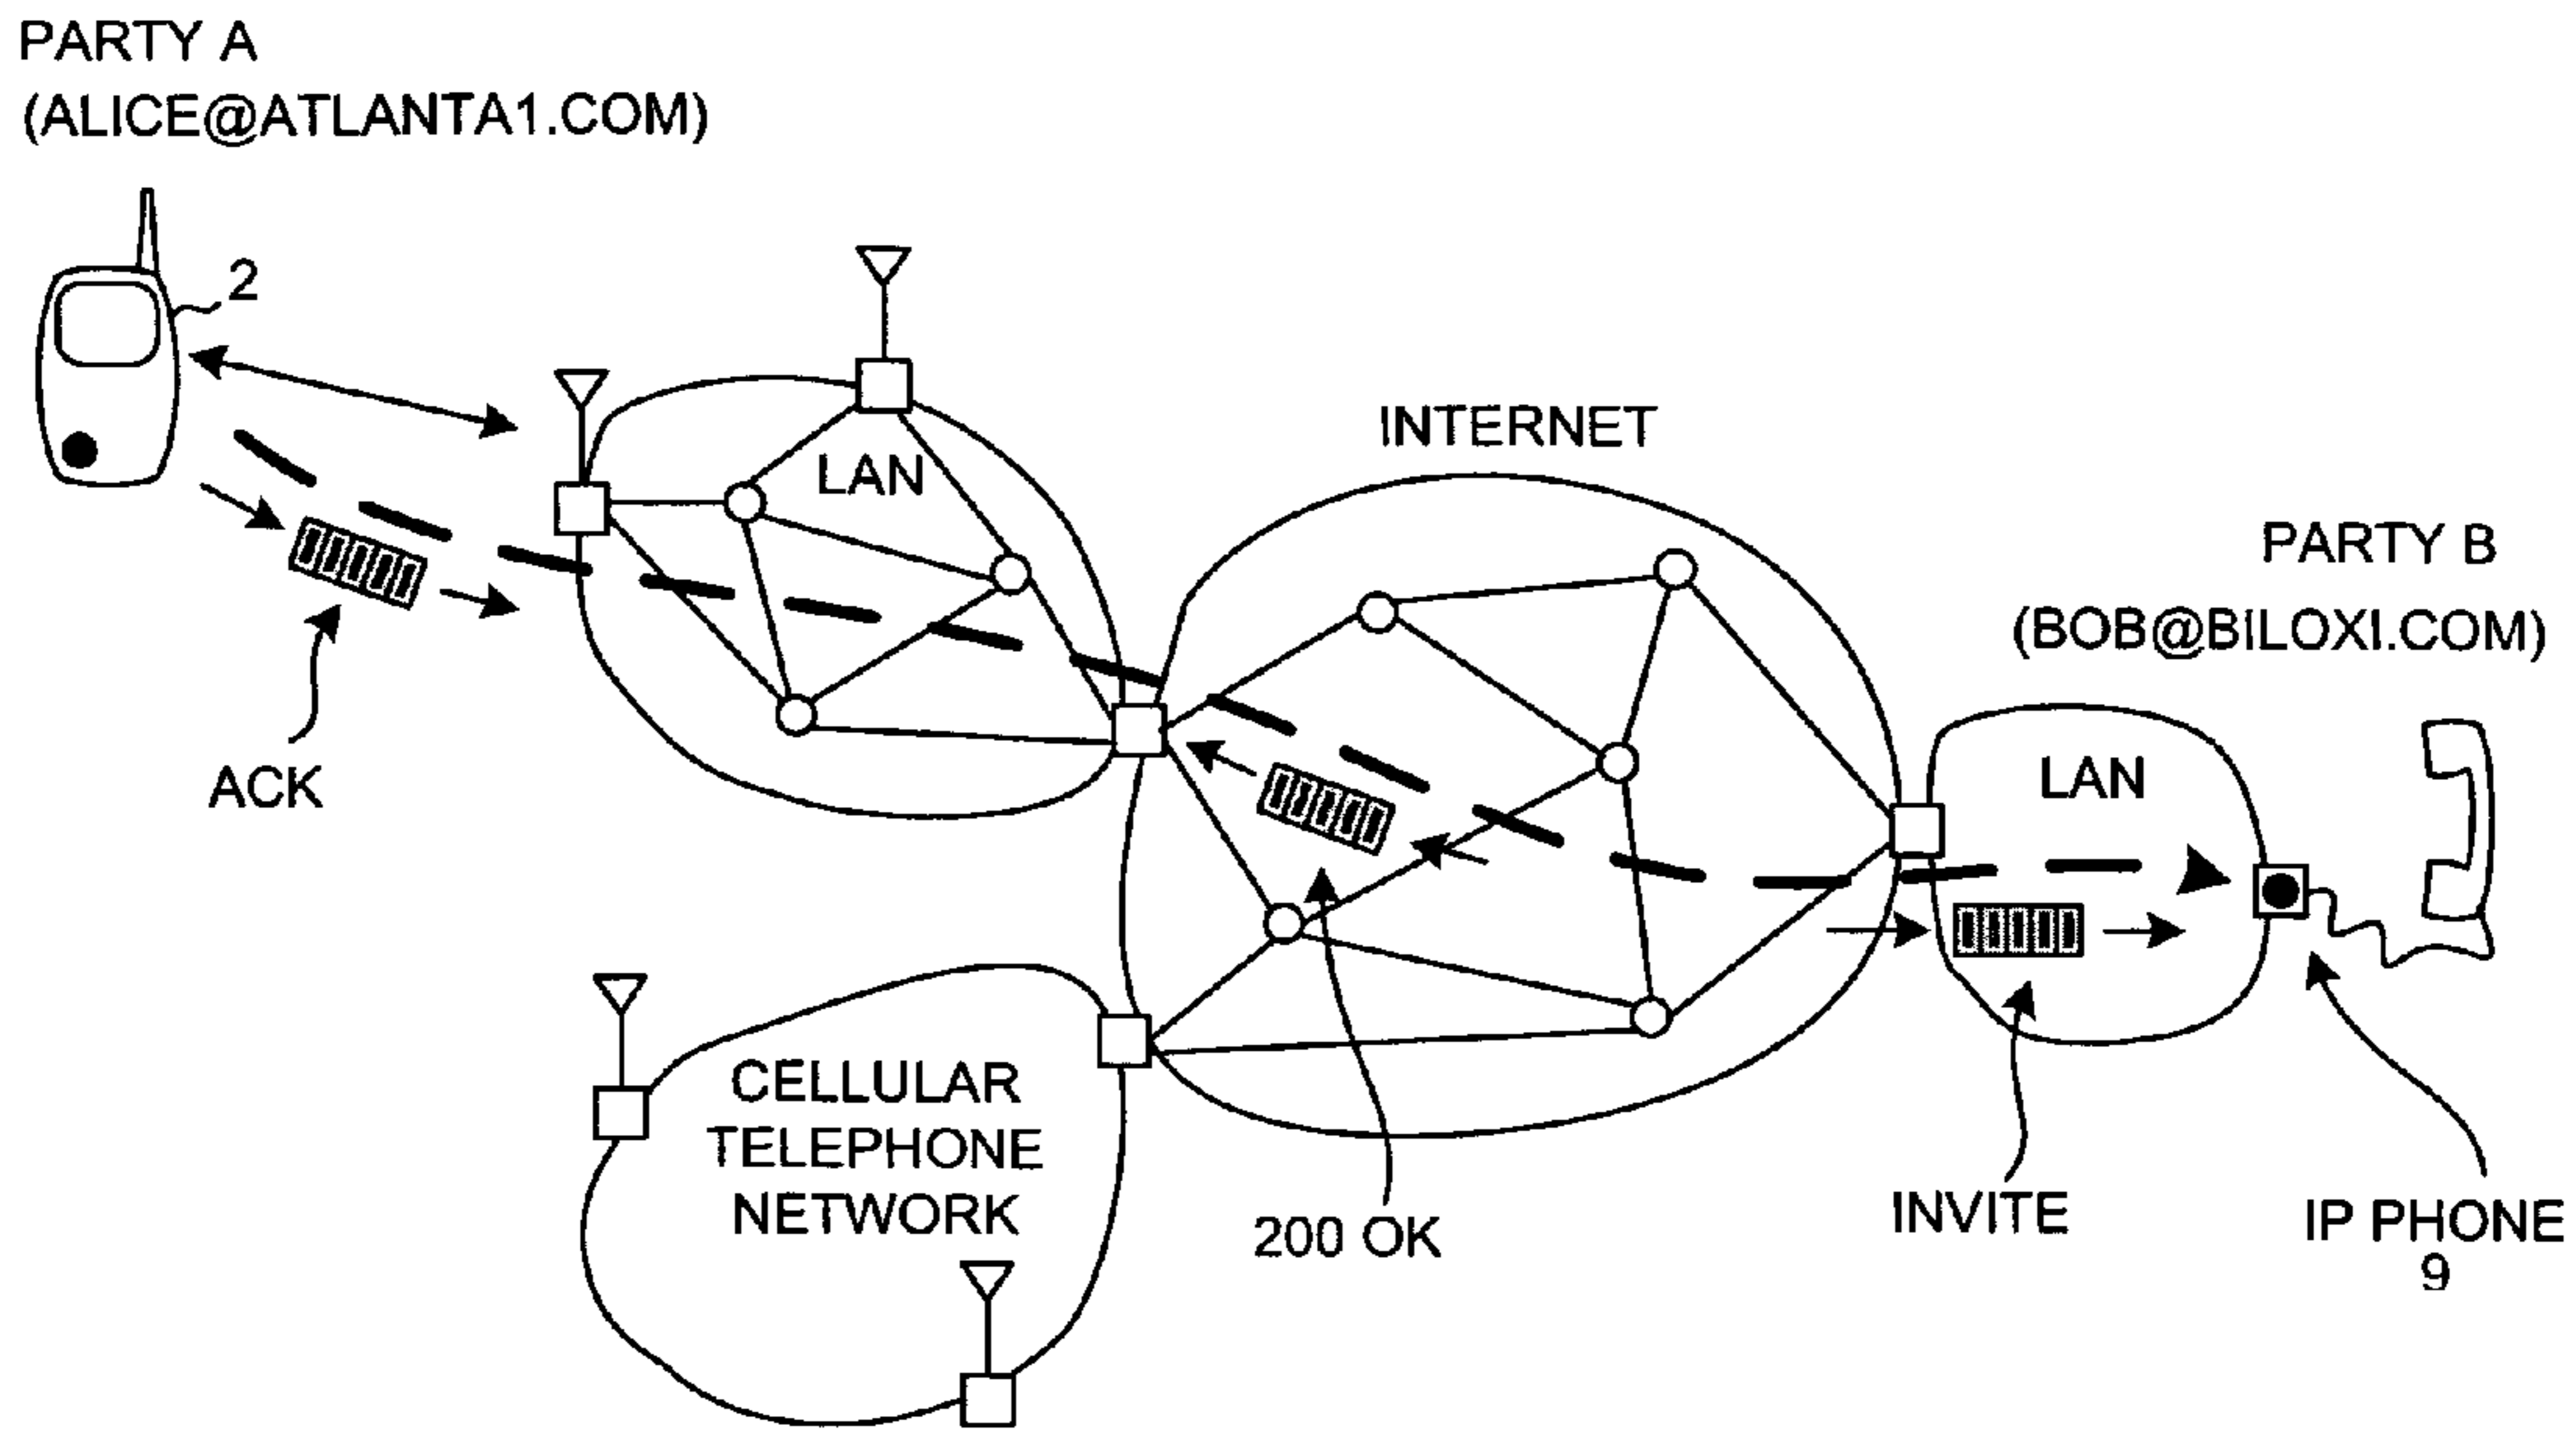 PARTY A
(ALICE@ATLANTA1.COM)
2
LAN
INTERNET
PARTY B
(BOB@BILOXI.COM)
LAN
ACK
CELLULAR
TELEPHONE
NETWORK
200 OK
INVITE
IP PHONE
9